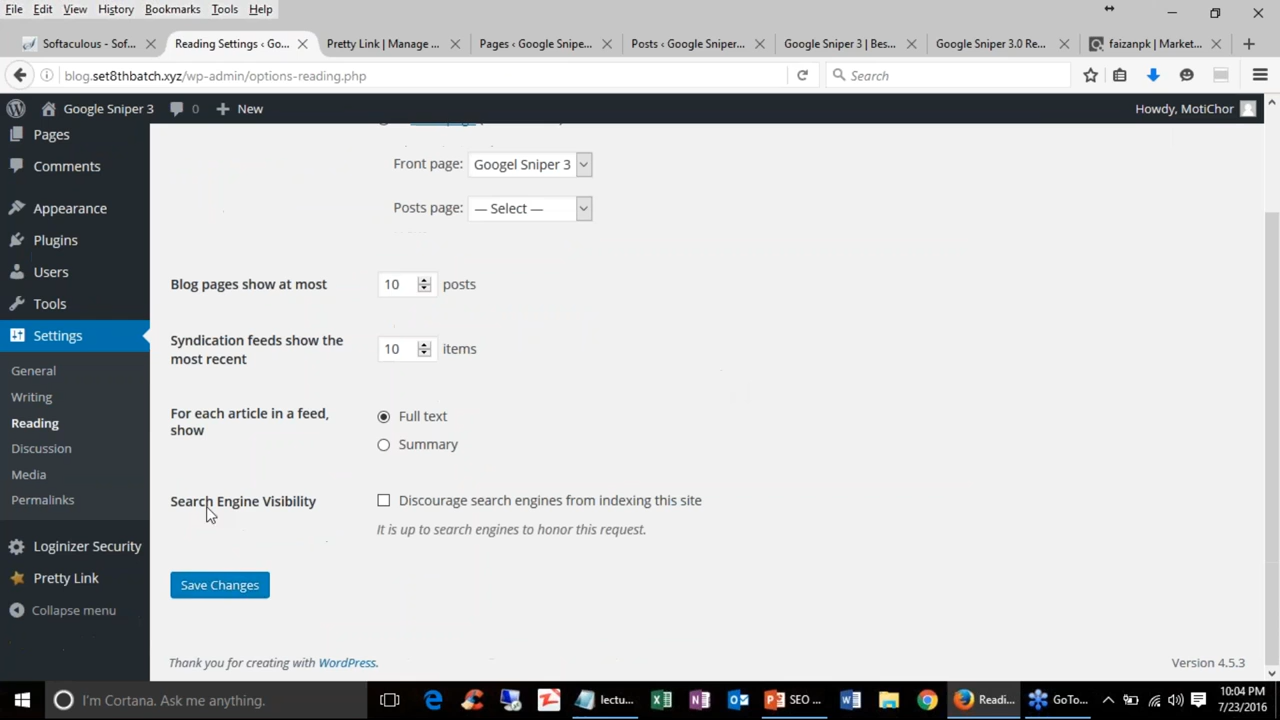 File Edit View History Bookmarks Tools Help
Softaculous - Sof... Reading Settings ‹ Go... Pretty Link | Manage ... Pages ‹ Google Snipe... Posts ‹ Google Sniper... Google Sniper 3 | Bes... Google Sniper 3.0 Re... faizanpk | Market...
blog.set8thbatch.xyz/wp-admin/options-reading.php Search
Google Sniper 3 0 New Howdy, MotiChor
Pages
Comments
Appearance
Plugins
Users
Tools
Settings
General
Writing
Reading
Discussion
Media
Permalinks
Loginizer Security
Pretty Link
Collapse menu
Front page: Googel Sniper 3
Posts page: — Select —
Blog pages show at most 10 posts
Syndication feeds show the
most recent 10 items
For each article in a feed,
show
Full text
Summary
Search Engine Visibility Discourage search engines from indexing this site
It is up to search engines to honor this request.
Save Changes
Thank you for creating with WordPress. Version 4.5.3
I'm Cortana. Ask me anything. lectu... SEO ... Readi... GoTo... 10:04 PM
7/23/2016